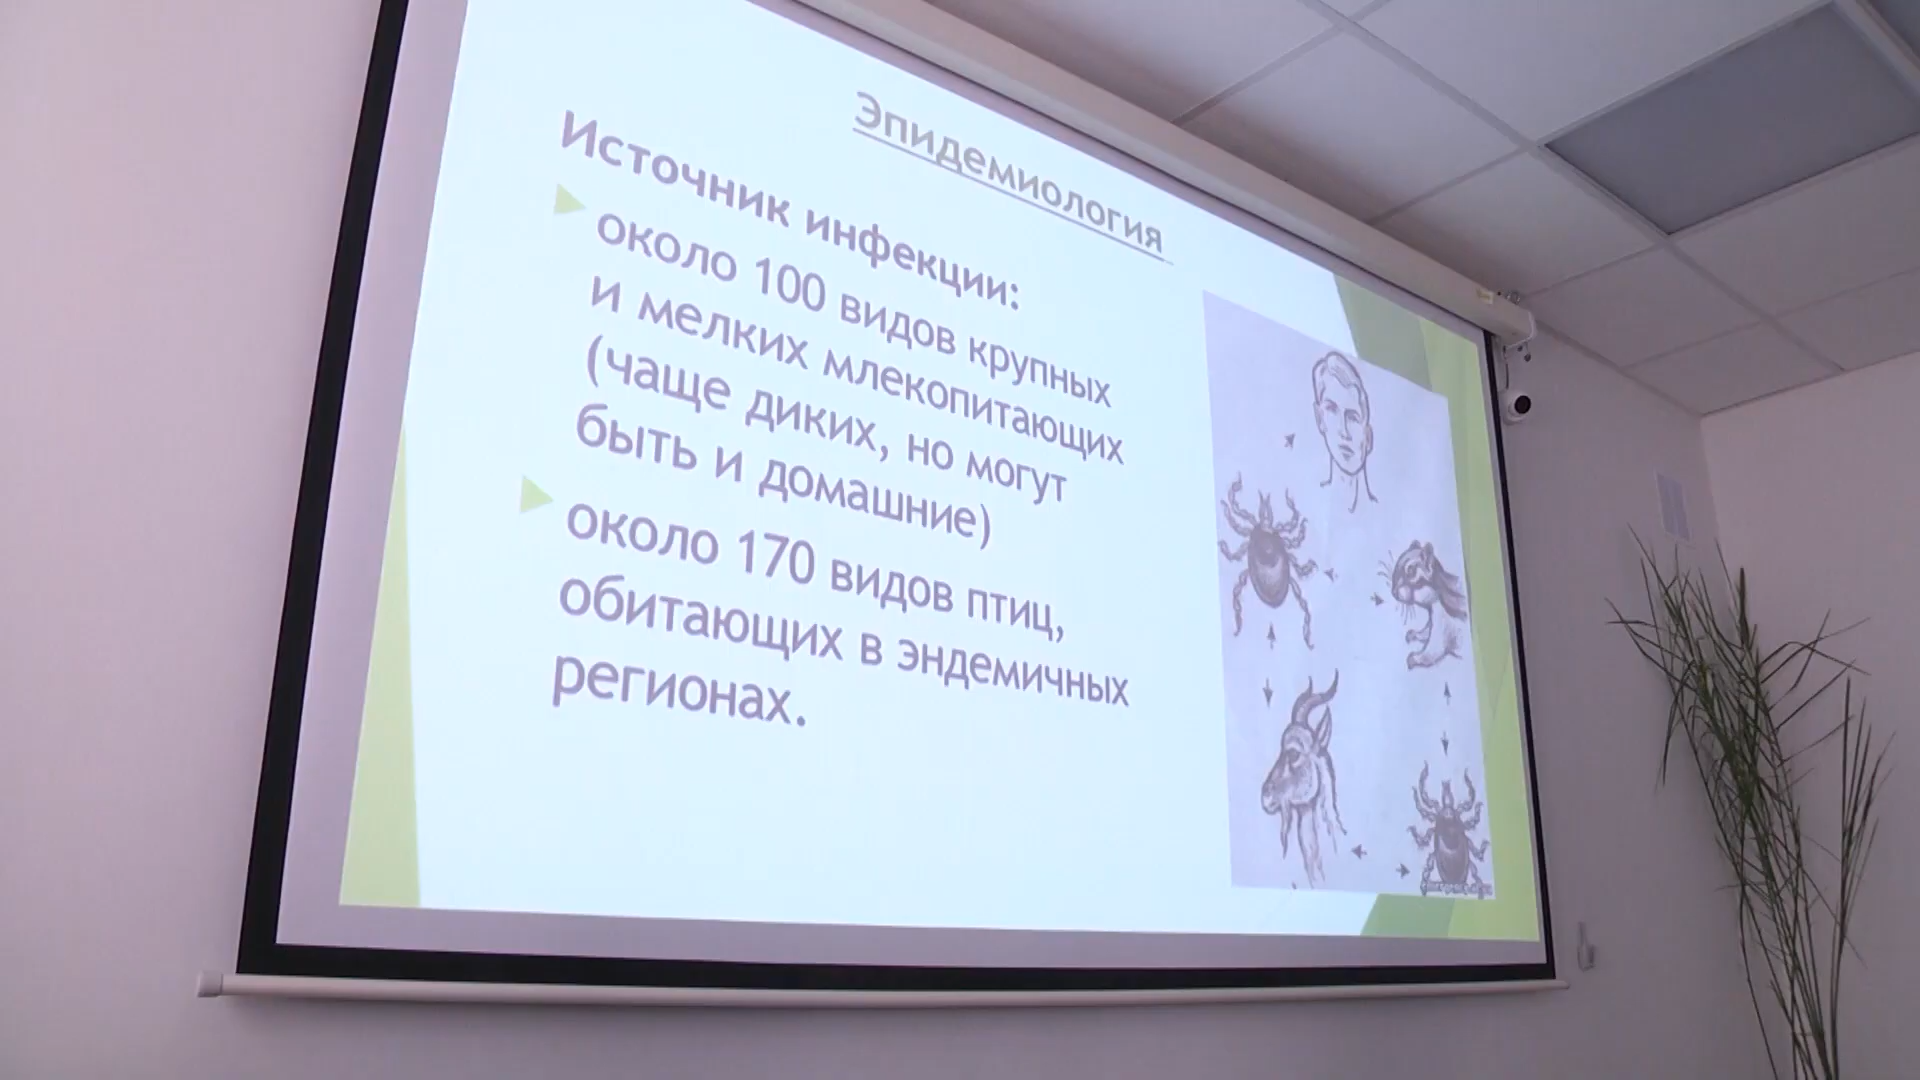 Эпидемиология
Источник инфекции:
около 100 видов крупных
и мелких млекопитающих
(чаще диких, но могут
быть и домашние)
около 170 видов птиц,
обитающих в эндемичных
регионах.